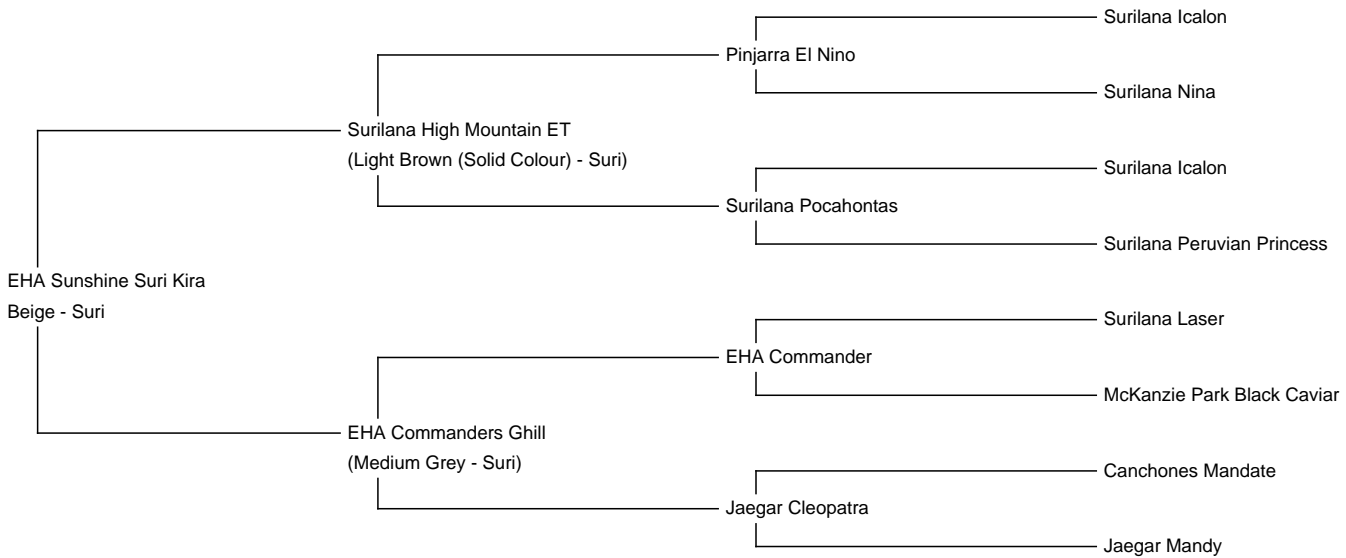 Surilana Icalon
Pinjarra El Nino
Surilana Nina
Surilana High Mountain ET
(Light Brown (Solid Colour) - Suri)
Surilana Icalon
Surilana Pocahontas
Surilana Peruvian Princess
EHA Sunshine Suri Kira
Beige - Suri
Surilana Laser
EHA Commander
McKanzie Park Black Caviar
EHA Commanders Ghill
(Medium Grey - Suri)
Canchones Mandate
Jaegar Cleopatra
Jaegar Mandy